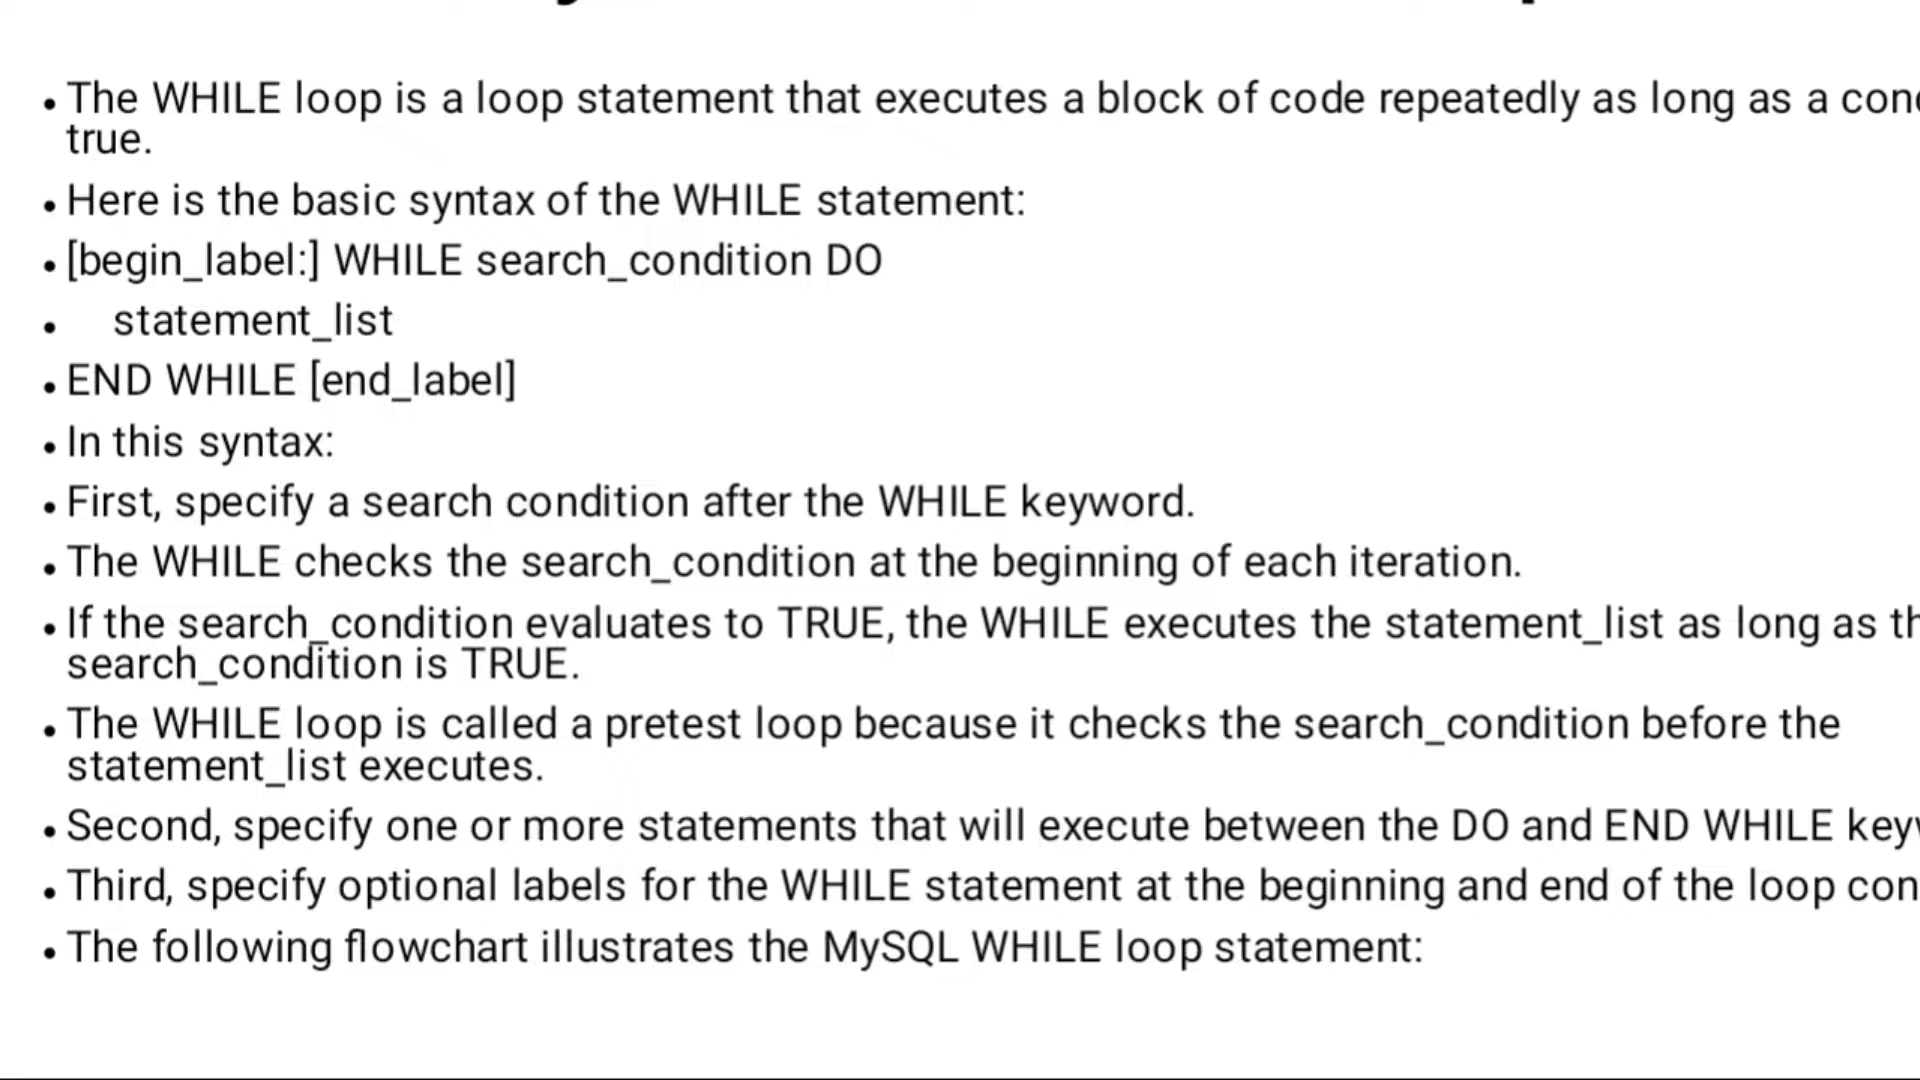 • The WHILE loop is a loop statement that executes a block of code repeatedly as long as a
true.
• Here is the basic syntax of the WHILE statement:
• [begin_label:] WHILE search_condition DO
• statement_list
• END WHILE [end_label]
• In this syntax:
• First, specify a search condition after the WHILE keyword.
• The WHILE checks the search_condition at the beginning of each iteration.
• If the search_condition evaluates to TRUE, the WHILE executes the statement_list as long as
search_condition is TRUE.
• The WHILE loop is called a pretest loop because it checks the search_condition before the
statement_list executes.
• Second, specify one or more statements that will execute between the DO and END WHILE
• Third, specify optional labels for the WHILE statement at the beginning and end of the loop
• The following flowchart illustrates the MySQL WHILE loop statement: